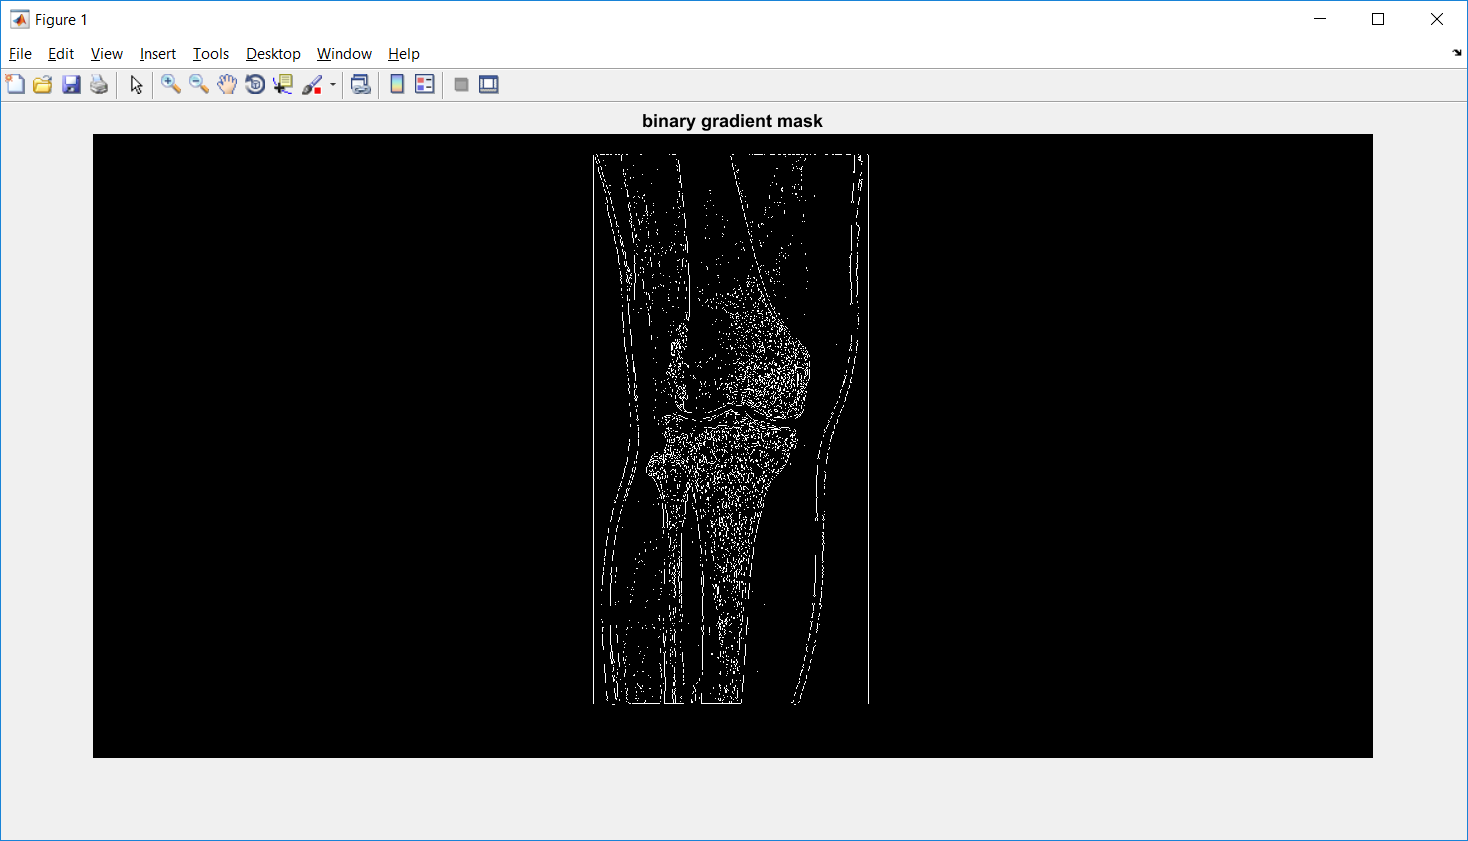 Figure 1
File Edit View Insert Tools Desktop Window Help
binary gradient mask